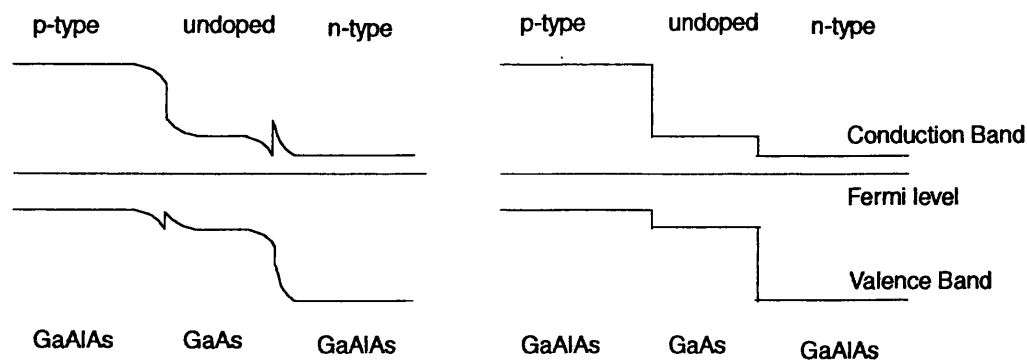 p-type undoped n-type p-type undoped n-type
Conduction Band
Fermi level
Valence Band
GaAlAs GaAs GaAlAs GaAlAs GaAs GaAlAs